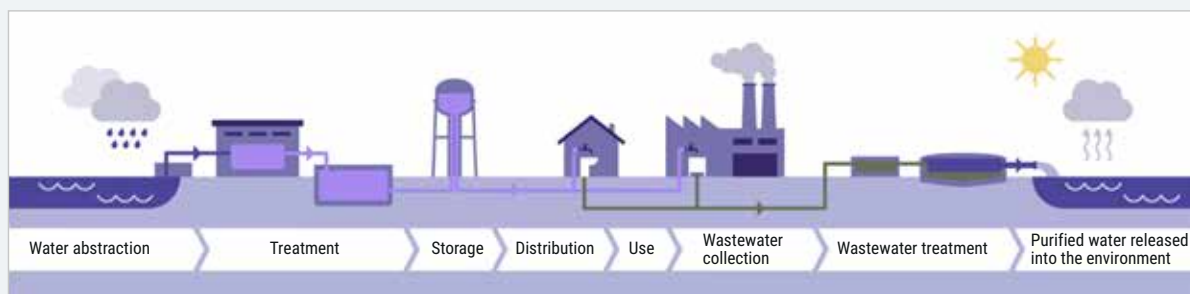 Water abstraction
Treatment
Storage
Distribution
Use
Wastewater
collection
Wastewater treatment
Purified water released
into the environment